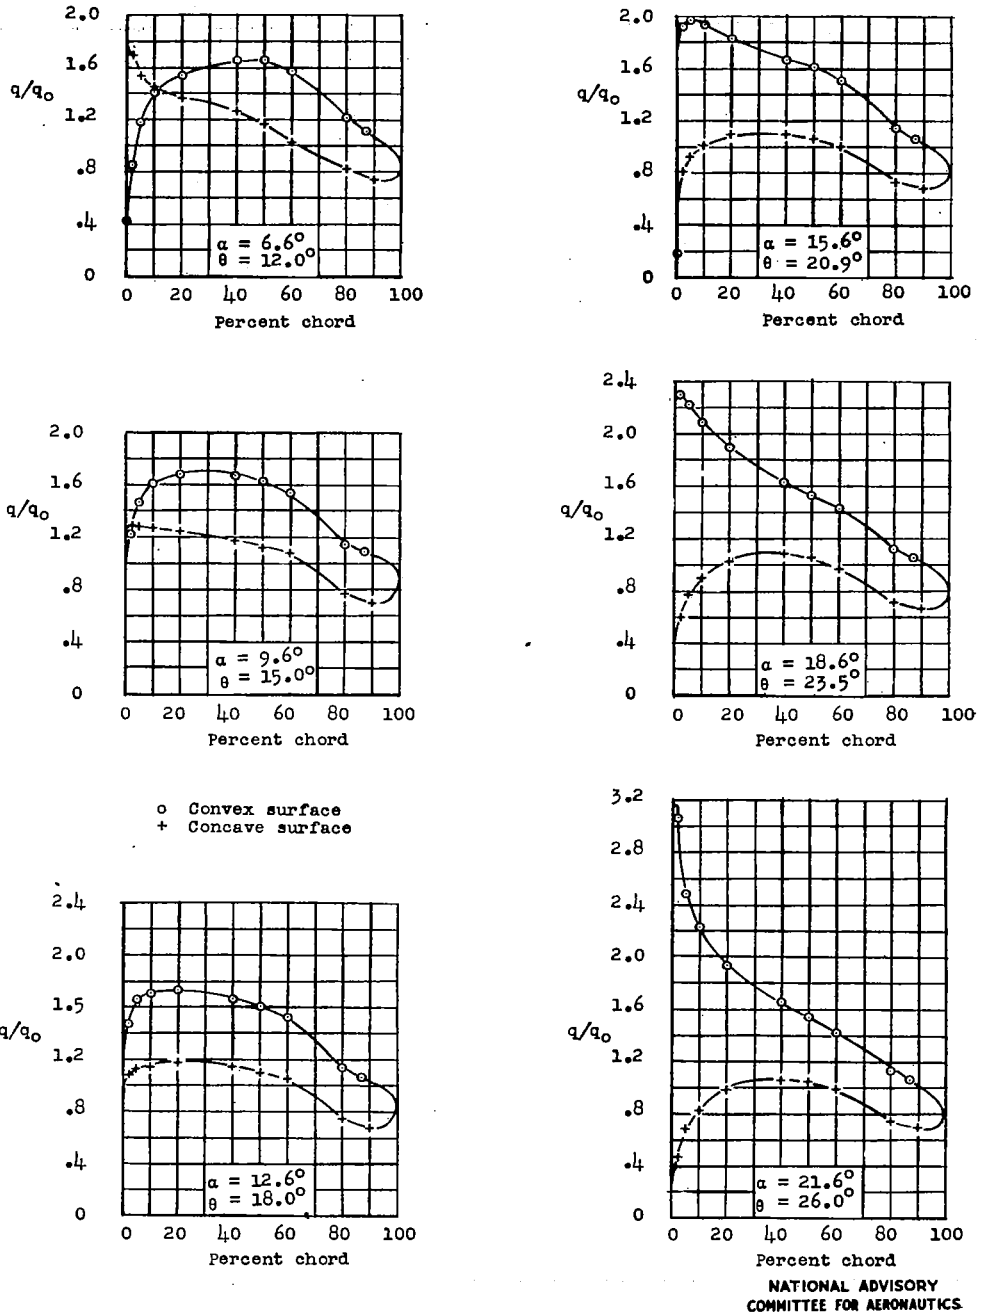 2.0
1.6
q/qo
1.2
.8
.4
0
α = 6.6°
θ = 12.0°
0 20 40 60 80 100
Percent chord
2.0
1.6
q/qo
1.2
.8
.4
0
α = 15.6°
θ = 20.9°
0 20 40 60 80 100
Percent chord
2.0
1.6
q/qo
1.2
.8
.4
0
α = 9.6°
θ = 15.0°
0 20 40 60 80 100
Percent chord
2.4
2.0
1.6
q/qo
1.2
.8
.4
0
α = 18.6°
θ = 23.5°
0 20 40 60 80 100
Percent chord
o Convex surface
+ Concave surface
2.4
2.0
1.5
q/qo
1.2
.8
.4
0
α = 12.6°
θ = 18.0°
0 20 40 60 80 100
Percent chord
3.2
2.8
2.4
2.0
1.6
q/qo
1.2
.8
.4
0
α = 21.6°
θ = 26.0°
0 20 40 60 80 100
Percent chord
NATIONAL ADVISORY
COMMITTEE FOR AERONAUTICS.